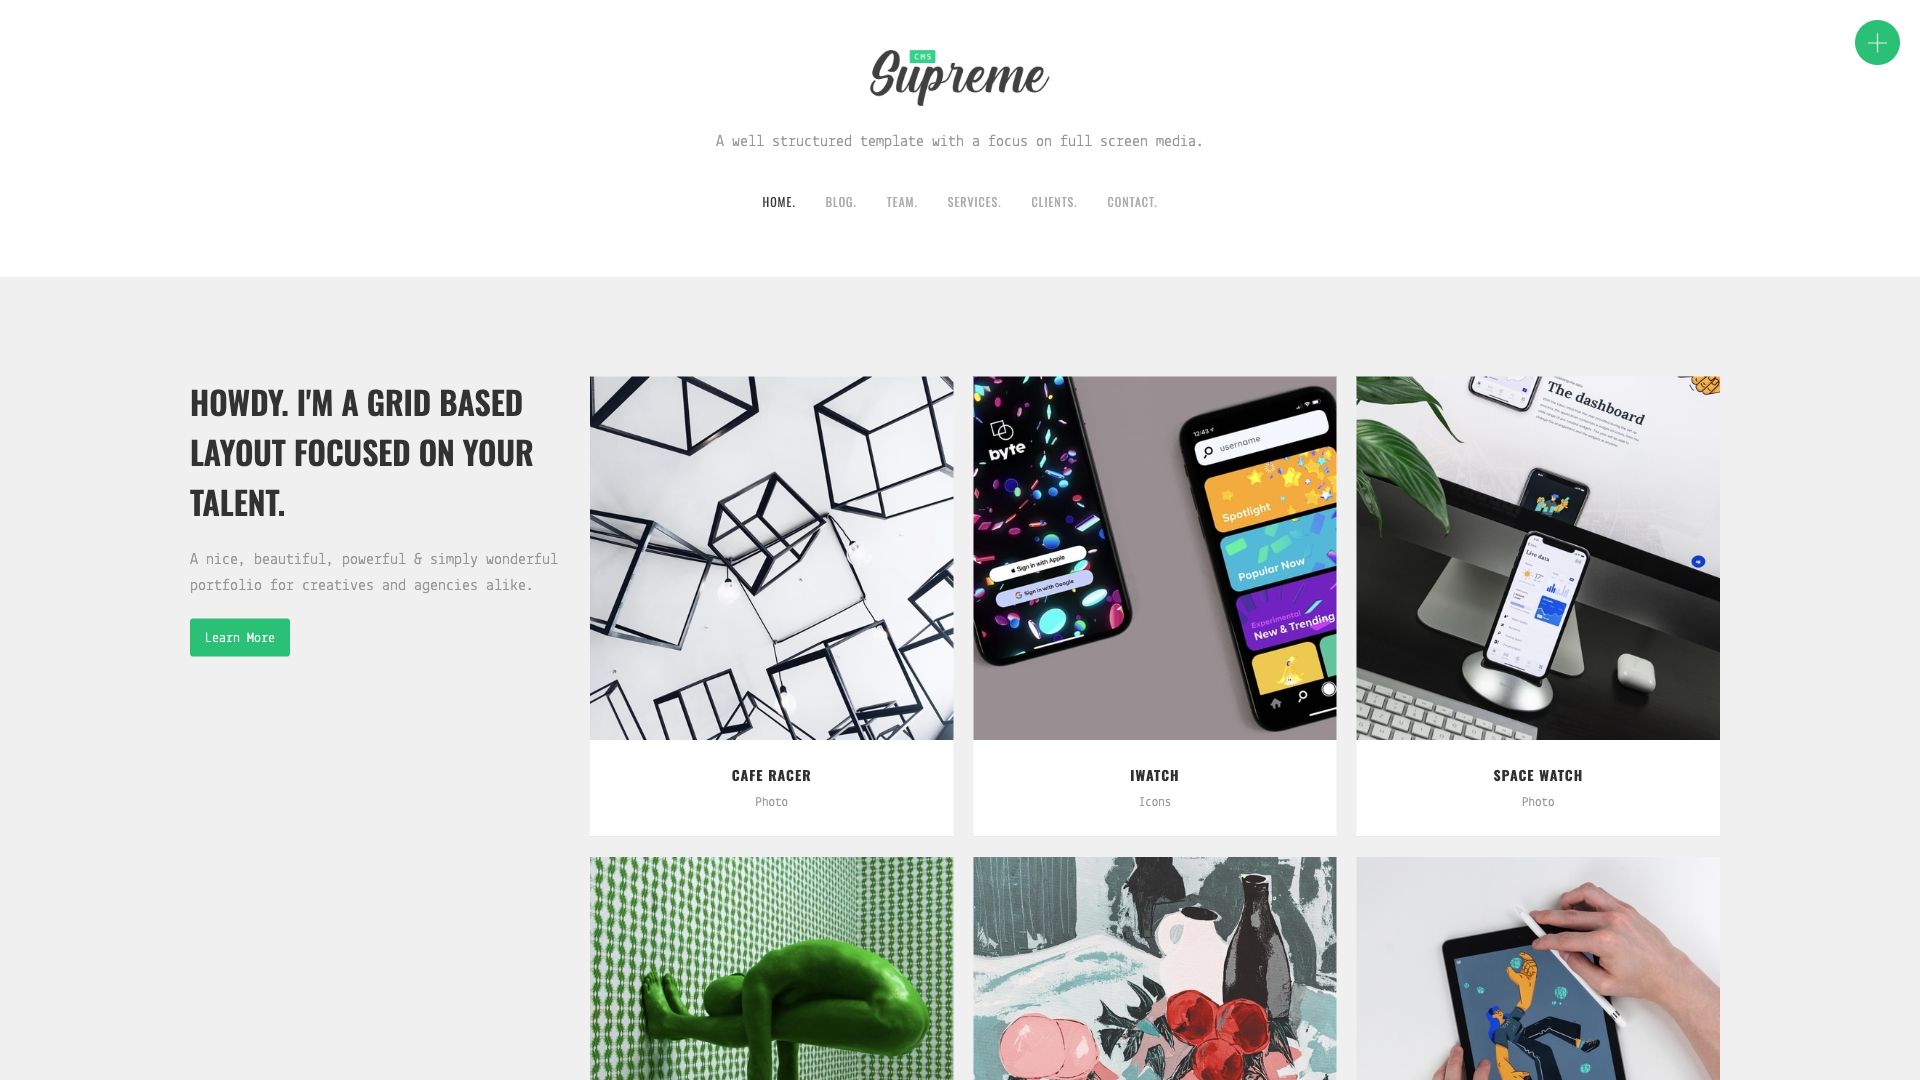 CMS
Supreme
A well structured template with a focus on full screen media.
HOME. BLOG. TEAM. SERVICES. CLIENTS. CONTACT.
HOWDY. I'M A GRID BASED
LAYOUT FOCUSED ON YOUR
TALENT.
A nice, beautiful, powerful & simply wonderful
portfolio for creatives and agencies alike.
Learn More
byte
Sign in with Apple
Sign in with Google
12:43
username
Spotlight
Popular Now
Experimental
New & Trending
The dashboard
Live data
17°
CAFE RACER
Photo
IWATCH
Icons
SPACE WATCH
Photo